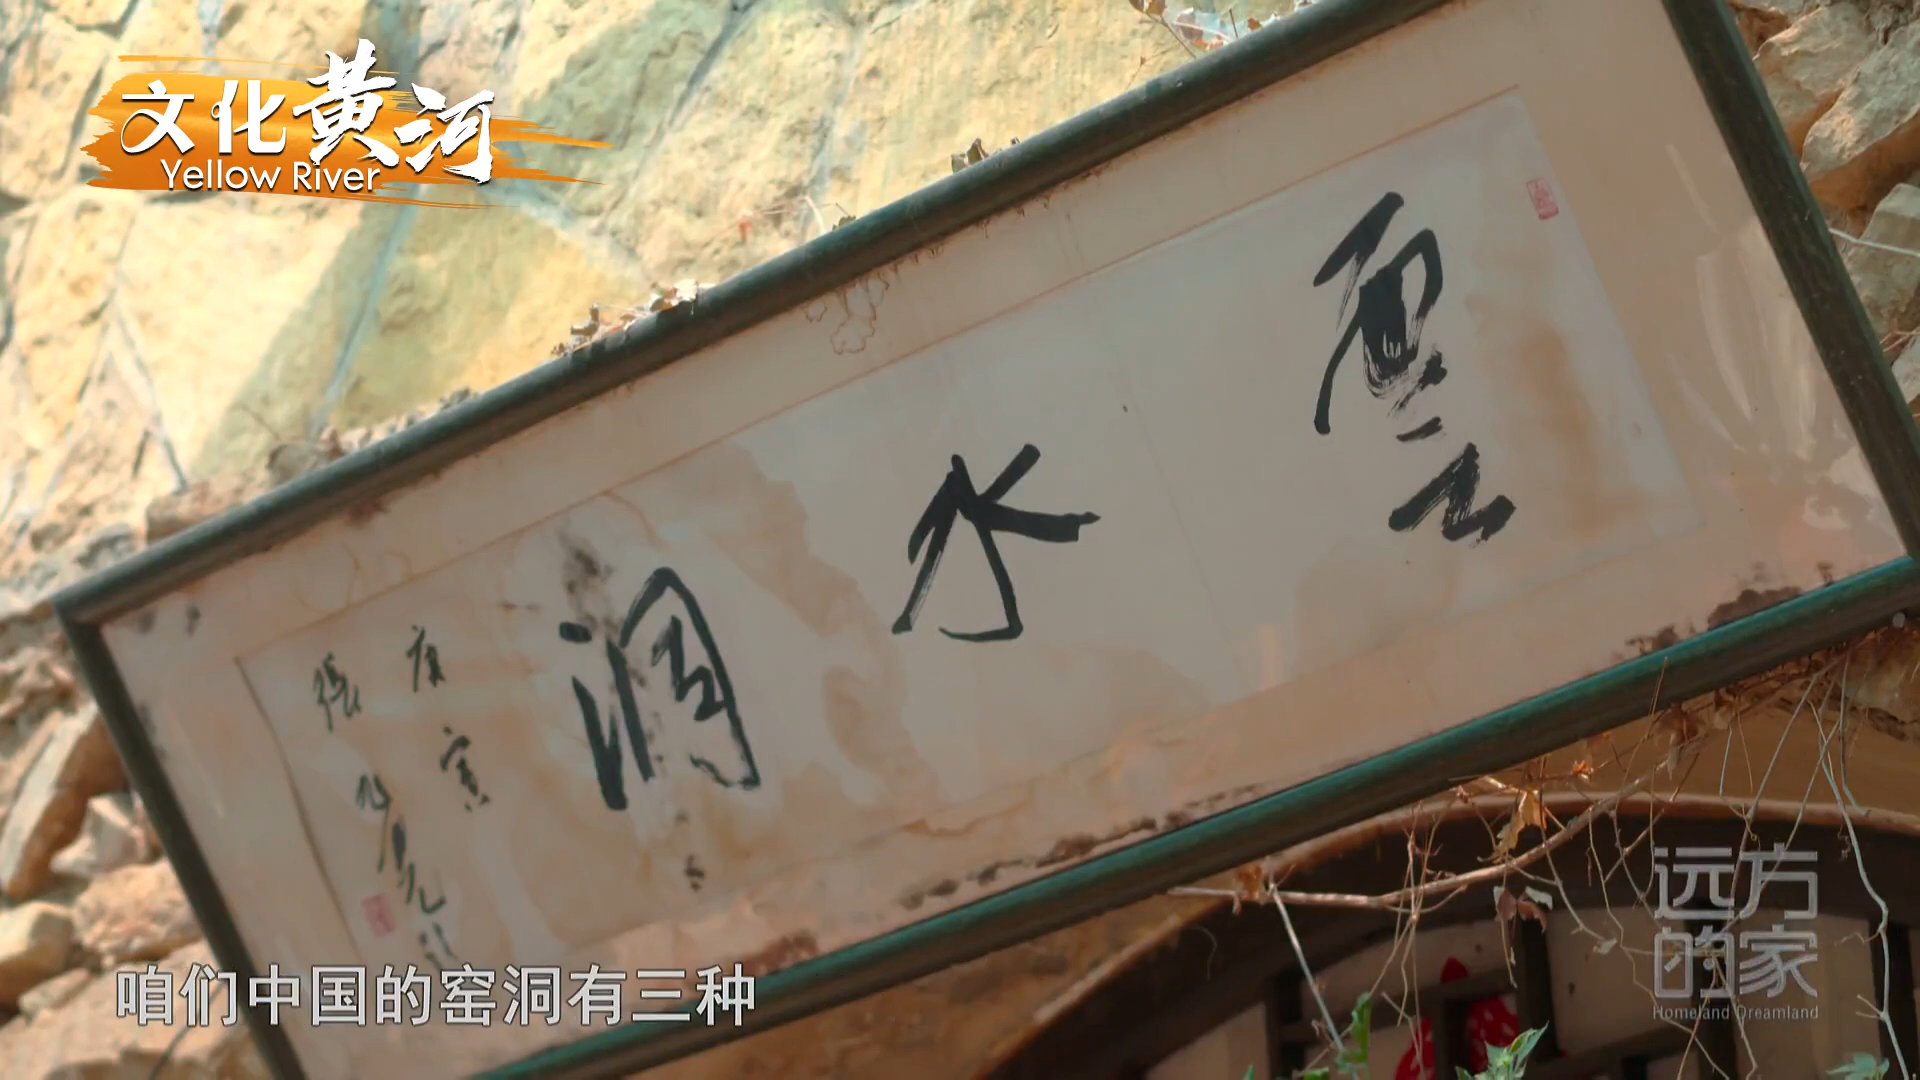 文化黄河
Yellow River
雲水洞
庚寅
咱们中国的窑洞有三种
远方
的家
Homeland Dreamland